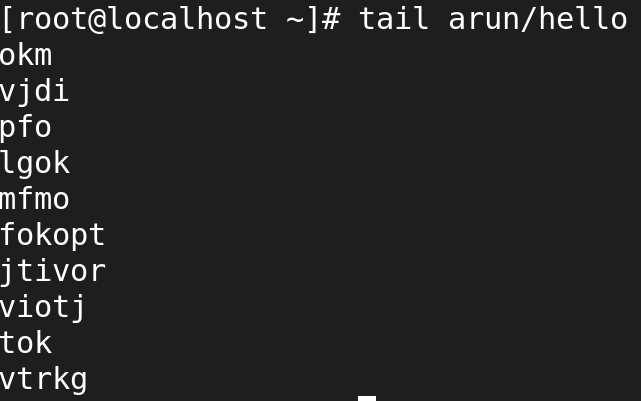 [root@localhost ~]# tail arun/hello
okm
vjdi
pfo
lgok
mfmo
fokopt
jtivor
viotj
tok
vtrkg